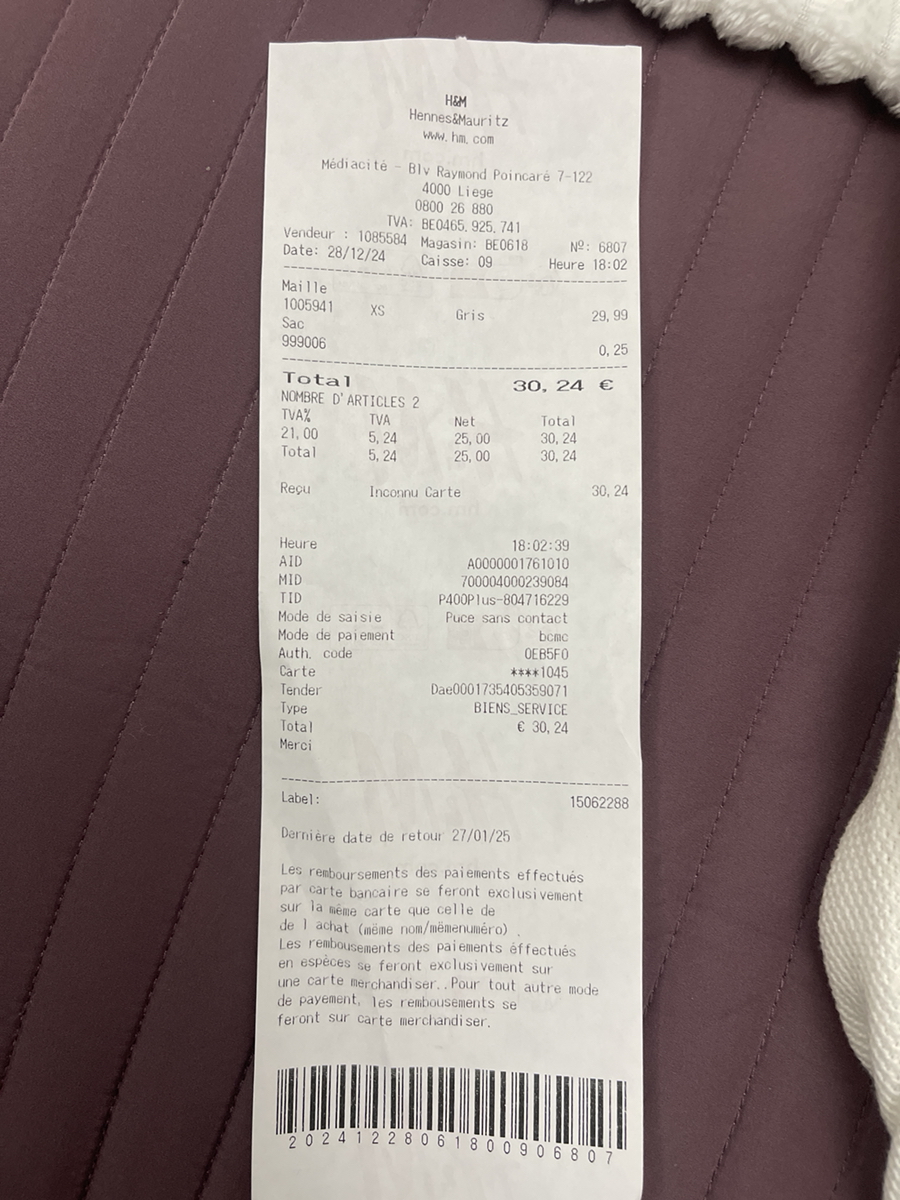 H&M
Hennes&Mauritz
www.hm.com
Médiacité - Blv Raymond Poincaré 7-122
4000 Liege
0800 26 880
TVA: BE0465.925.741
Vendeur : 1085584 Magasin: BE0618 Nº: 6807
Date: 28/12/24 Caisse: 09 Heure 18:02
Maille
1005941 XS Gris 29,99
Sac
999006 0,25
Total 30,24 €
NOMBRE D'ARTICLES 2
TVA% TVA Net Total
21,00 5,24 25,00 30,24
Total 5,24 25,00 30,24
Reçu Inconnu Carte 30,24
Heure 18:02:39
AID A0000001761010
MID 700004000239084
TID P400Plus-804716229
Mode de saisie Puce sans contact
Mode de paiement bcmc
Auth. code 0EB5F0
Carte ****1045
Tender Dae0001735405359071
Type BIENS_SERVICE
Total € 30,24
Merci
Label: 15062288
Dernière date de retour 27/01/25
Les remboursements des paiements effectués
par carte bancaire se feront exclusivement
sur la même carte que celle de
de l achat (même nom/mêmenuméro) .
Les rembousements des paiements éffectués
en espèces se feront exclusivement sur
une carte merchandiser..Pour tout autre mode
de payement, les rembousements se
feront sur carte merchandiser.
20241228061800906807